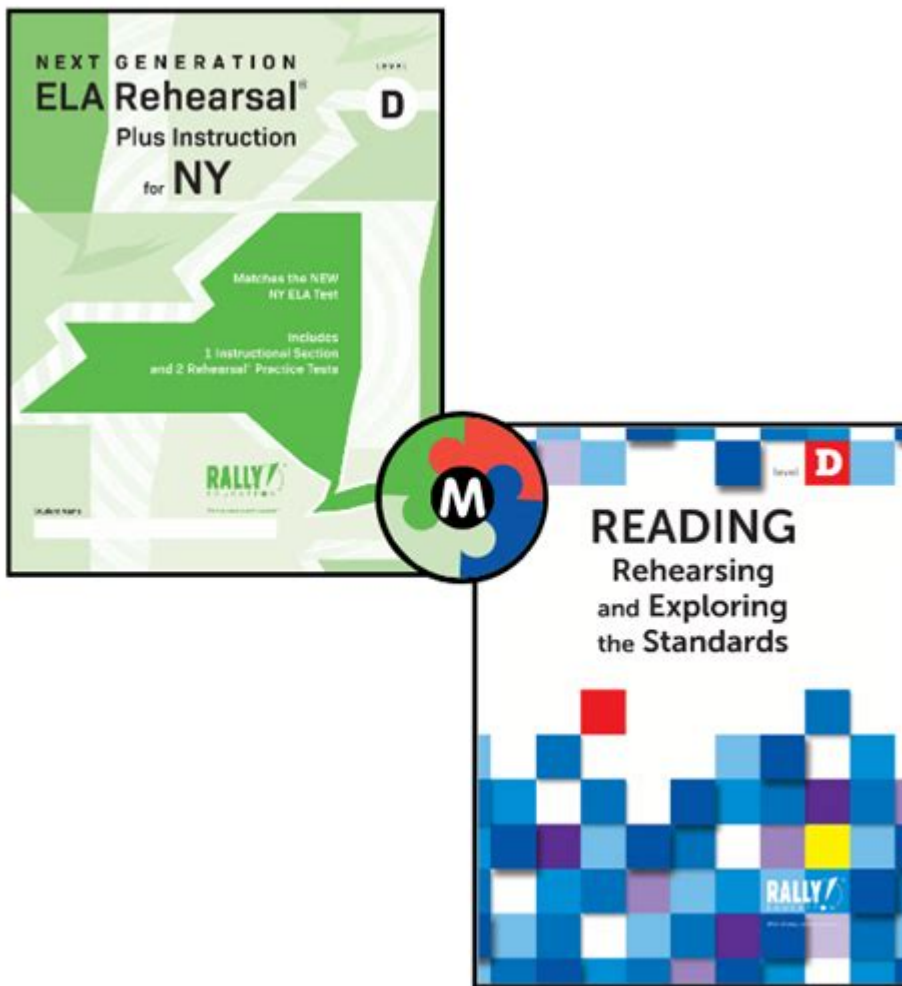 NEXT GENERATION
LEVEL
ELA Rehearsal®
D
Plus Instruction
for NY
Matches the NEW
NY ELA Test
Includes
1 Instructional Section
and 2 Rehearsal® Practice Tests
RALLY!
EDUCATION
Student Name
M
level D
READING
Rehearsing
and Exploring
the Standards
RALLY!